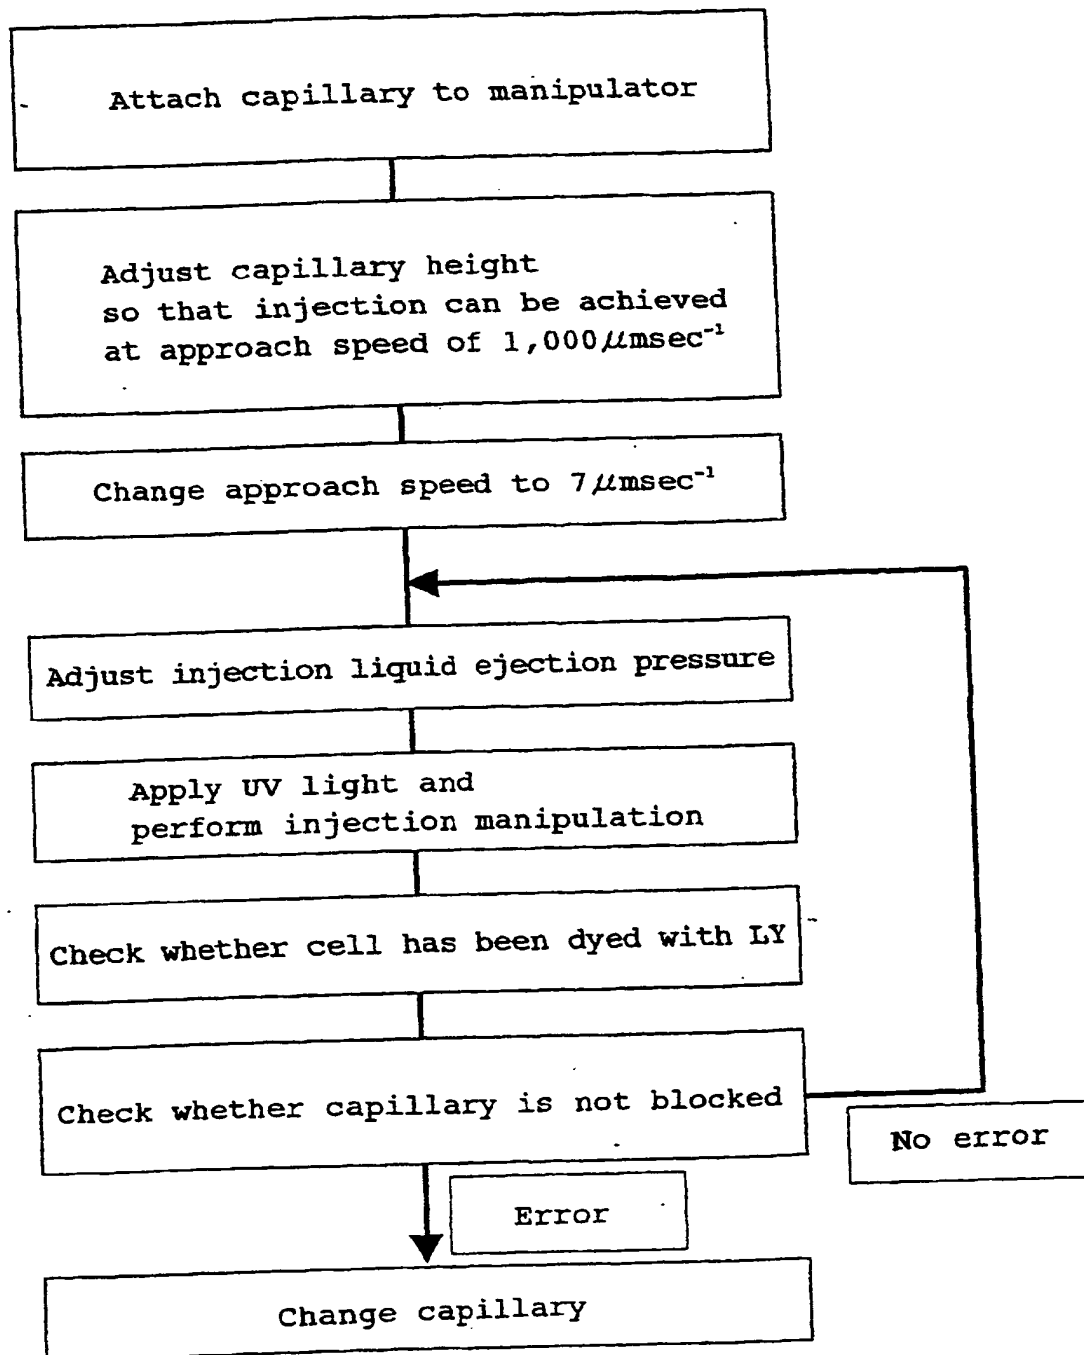 Attach capillary to manipulator
Adjust capillary height
so that injection can be achieved
at approach speed of 1,000μmsec⁻¹
Change approach speed to 7μmsec⁻¹
Adjust injection liquid ejection pressure
Apply UV light and
perform injection manipulation
Check whether cell has been dyed with LY
Check whether capillary is not blocked
No error
Error
Change capillary